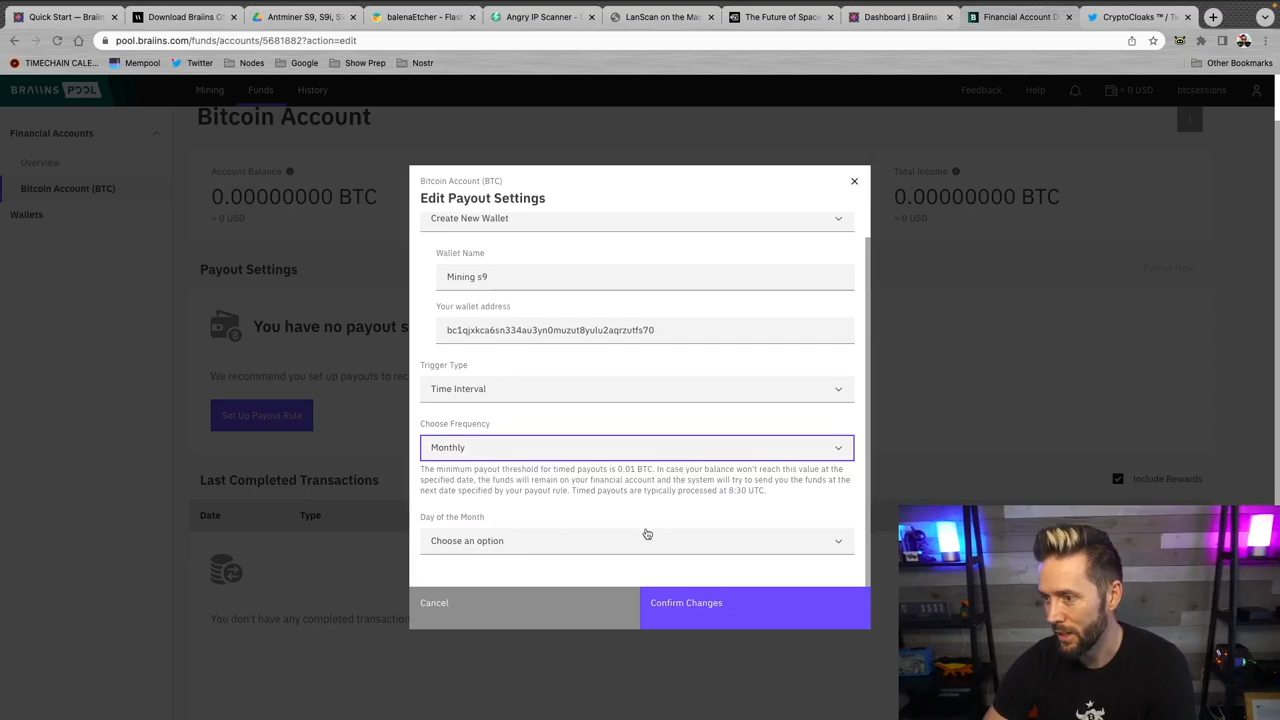 Quick Start — Braiin
Download Braiins OS
Antminer S9, S9i, S
balenaEtcher - Flas
Angry IP Scanner -
LanScan on the Ma
The Future of Spac
Dashboard | Braiins
Financial Account D
CryptoCloaks ™ / T
pool.braiins.com/funds/accounts/5681882?action=edit
TIMECHAIN CALE...
Mempool
Twitter
Nodes
Google
Show Prep
Nostr
Other Bookmarks
BRAIINS POOL
Mining
Funds
History
Feedback
Help
≈ 0 USD
btcsessions
Financial Accounts
Overview
Bitcoin Account (BTC)
Wallets
Bitcoin Account
Account Balance
0.00000000 BTC
≈ 0 USD
Total Income
0.00000000 BTC
≈ 0 USD
Payout Settings
Payout Now
You have no payout s
We recommend you set up payouts to rec
Set Up Payout Rule
Last Completed Transactions
Include Rewards
Date
Type
You don't have any completed transaction
Bitcoin Account (BTC)
Edit Payout Settings
Create New Wallet
Wallet Name
Mining s9
Your wallet address
bc1qjxkca6sn334au3yn0muzut8yulu2aqrzutfs70
Trigger Type
Time Interval
Choose Frequency
Monthly
The minimum payout threshold for timed payouts is 0.01 BTC. In case your balance won't reach this value at the
specified date, the funds will remain on your financial account and the system will try to send you the funds at the
next date specified by your payout rule. Timed payouts are typically processed at 8:30 UTC.
Day of the Month
Choose an option
Cancel
Confirm Changes